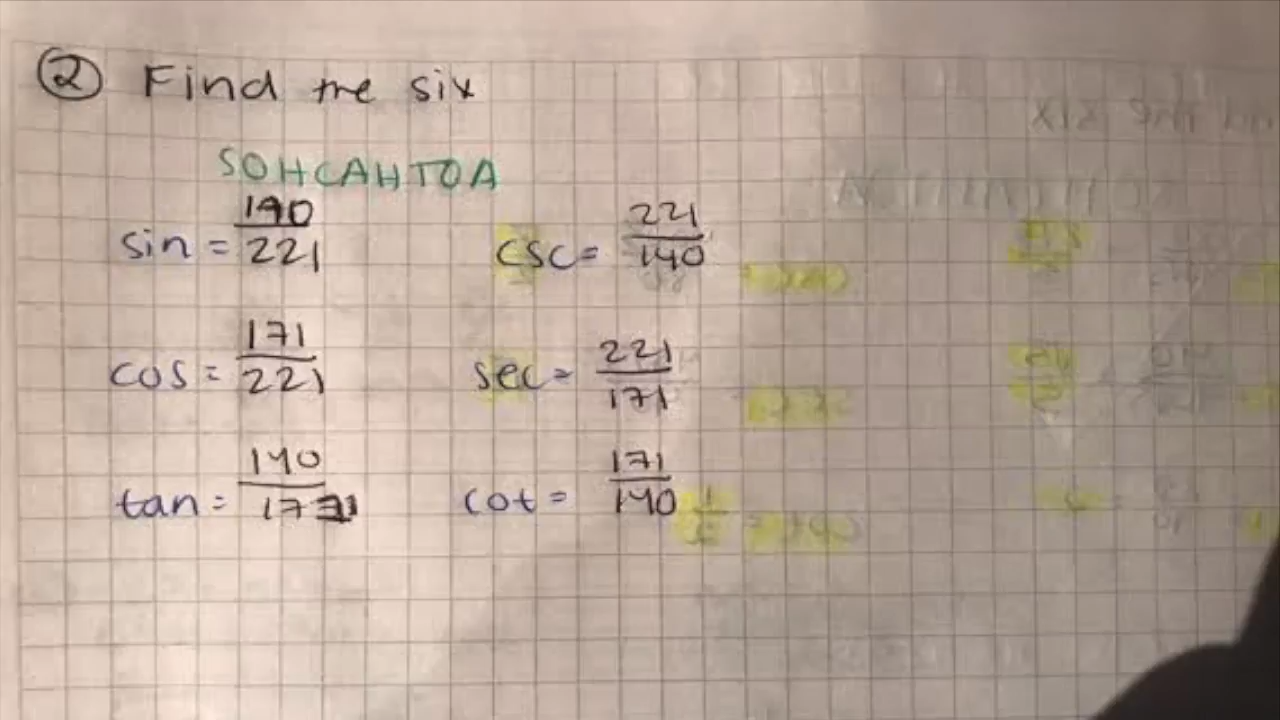 ② Find the six
SOHCAHTOA
sin = 140/221 csc = 221/140
cos = 171/221 sec = 221/171
tan = 140/171 cot = 171/140